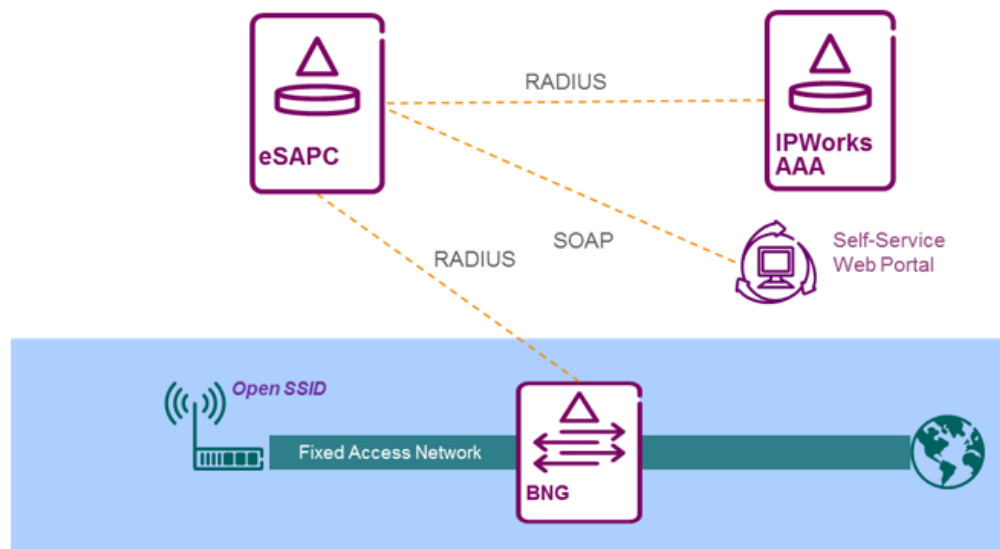 RADIUS
eSAPC
IPWorks
AAA
SOAP
RADIUS
Self-Service
Web Portal
Open SSID
Fixed Access Network
BNG